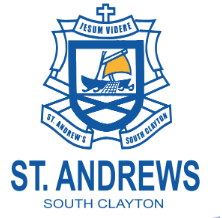 JESUM VIDERE
ST. ANDREW'S
SOUTH CLAYTON
ST. ANDREWS
SOUTH CLAYTON